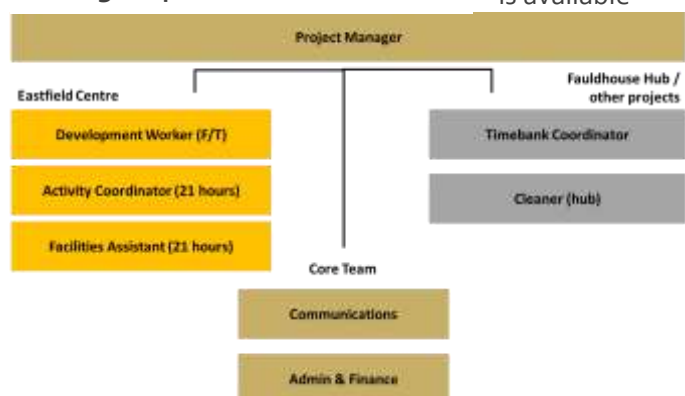 is available
Project Manager
Eastfield Centre
Fauldhouse Hub /
other projects
Development Worker (F/T)
Timebank Coordinator
Activity Coordinator (21 hours)
Cleaner (hub)
Facilities Assistant (21 hours)
Core Team
Communications
Admin & Finance